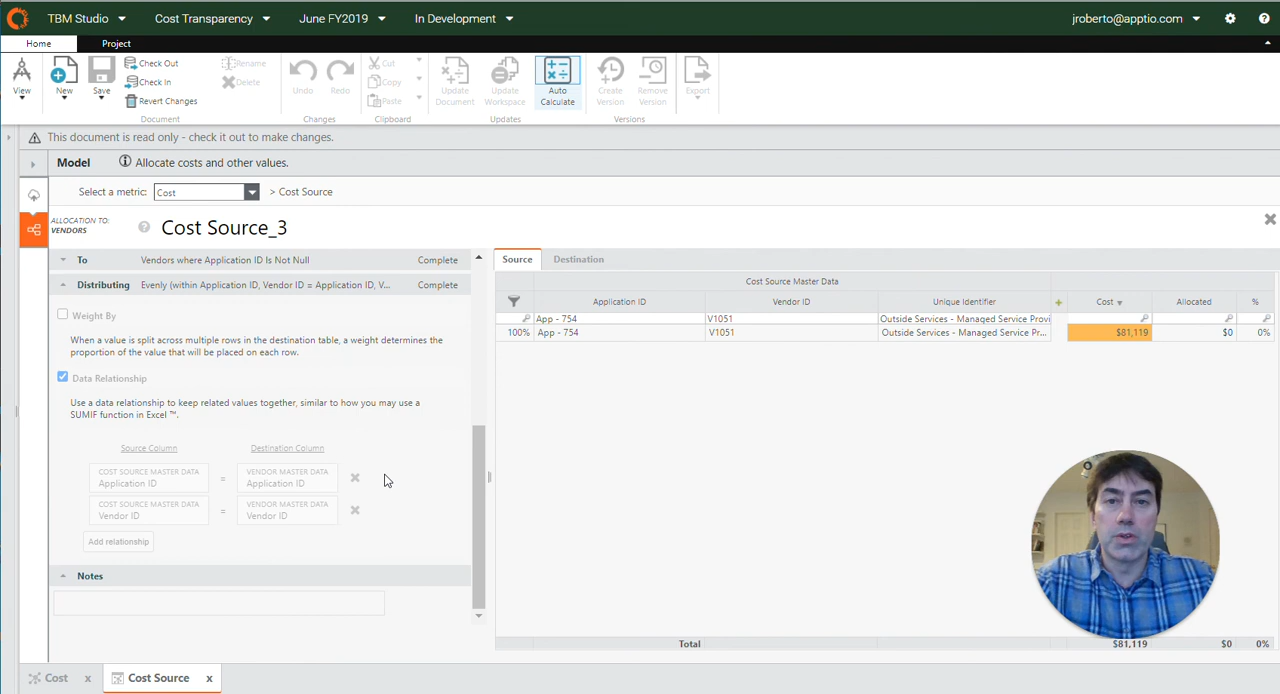 TBM Studio
Cost Transparency
June FY2019
In Development
jroberto@apptio.com
Home
Project
View
New
Save
Check Out
Check In
Revert Changes
Rename
Delete
Document
Undo
Redo
Changes
Cut
Copy
Paste
Clipboard
Update Document
Update Workspace
Auto Calculate
Updates
Create Version
Remove Version
Versions
Export
This document is read only - check it out to make changes.
Model
Allocate costs and other values.
Select a metric: Cost > Cost Source
ALLOCATION TO:
VENDORS
Cost Source_3
To Vendors where Application ID Is Not Null Complete
Distributing Evenly (within Application ID, Vendor ID = Application ID, V... Complete
Weight By
When a value is split across multiple rows in the destination table, a weight determines the
proportion of the value that will be placed on each row.
Data Relationship
Use a data relationship to keep related values together, similar to how you may use a
SUMIF function in Excel ™.
Source Column Destination Column
COST SOURCE MASTER DATA VENDOR MASTER DATA
Application ID = Application ID
COST SOURCE MASTER DATA VENDOR MASTER DATA
Vendor ID = Vendor ID
Add relationship
Notes
Source Destination
Cost Source Master Data
Application ID Vendor ID Unique Identifier + Cost Allocated %
App - 754 V1051 Outside Services - Managed Service Provi
100% App - 754 V1051 Outside Services - Managed Service Pr... $81,119 $0 0%
Total $81,119 $0 0%
Cost x
Cost Source x